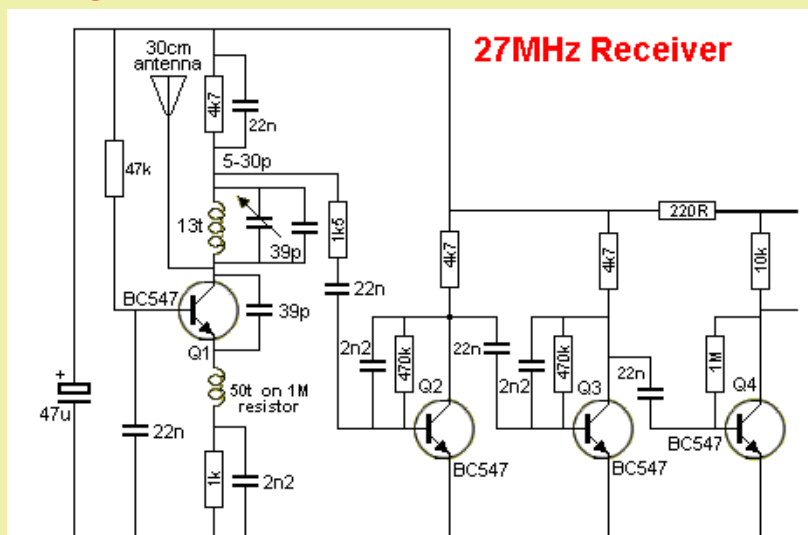 27MHz Receiver
30cm
antenna
4k7
22n
47k
5-30p
13t
39p
1k5
220R
BC547
39p
22n
4k7
4k7
10k
Q1
2n2
470k
22n
2n2
470k
22n
1M
+
47u
50t on 1M
resistor
Q2
Q3
Q4
22n
1k
2n2
BC547
BC547
BC547